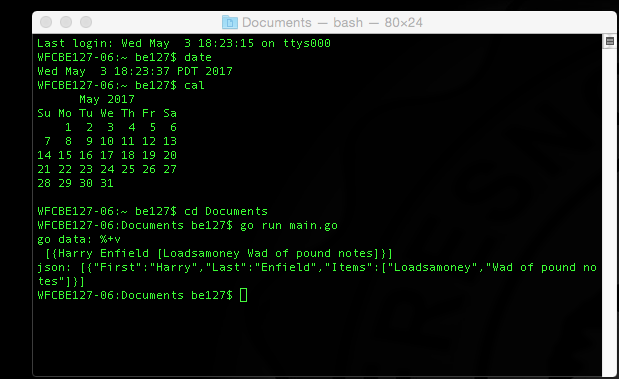 Documents — bash — 80×24
Last login: Wed May  3 18:23:15 on ttys000
WFCBE127-06:~ be127$ date
Wed May  3 18:23:37 PDT 2017
WFCBE127-06:~ be127$ cal
      May 2017
Su Mo Tu We Th Fr Sa
    1  2  3  4  5  6
 7  8  9 10 11 12 13
14 15 16 17 18 19 20
21 22 23 24 25 26 27
28 29 30 31
WFCBE127-06:~ be127$ cd Documents
WFCBE127-06:Documents be127$ go run main.go
go data: %+v
 [{Harry Enfield [Loadsamoney Wad of pound notes]}]
json: [{"First":"Harry","Last":"Enfield","Items":["Loadsamoney","Wad of pound no
tes"]}]
WFCBE127-06:Documents be127$